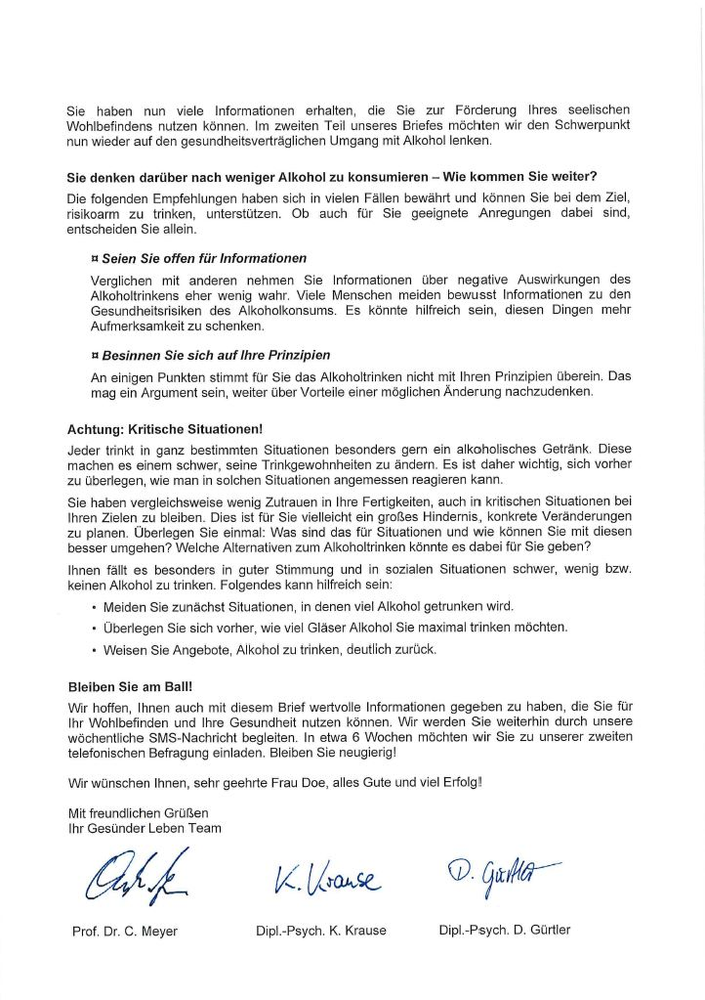 Sie haben nun viele Informationen erhalten, die Sie zur Förderung Ihres seelischen
Wohlbefindens nutzen können. Im zweiten Teil unseres Briefes möchten wir den Schwerpunkt
nun wieder auf den gesundheitsverträglichen Umgang mit Alkohol lenken.
Sie denken darüber nach weniger Alkohol zu konsumieren – Wie kommen Sie weiter?
Die folgenden Empfehlungen haben sich in vielen Fällen bewährt und können Sie bei dem Ziel,
risikoarm zu trinken, unterstützen. Ob auch für Sie geeignete Anregungen dabei sind,
entscheiden Sie allein.
¤ Seien Sie offen für Informationen
Verglichen mit anderen nehmen Sie Informationen über negative Auswirkungen des
Alkoholtrinkens eher wenig wahr. Viele Menschen meiden bewusst Informationen zu den
Gesundheitsrisiken des Alkoholkonsums. Es könnte hilfreich sein, diesen Dingen mehr
Aufmerksamkeit zu schenken.
¤ Besinnen Sie sich auf Ihre Prinzipien
An einigen Punkten stimmt für Sie das Alkoholtrinken nicht mit Ihren Prinzipien überein. Das
mag ein Argument sein, weiter über Vorteile einer möglichen Änderung nachzudenken.
Achtung: Kritische Situationen!
Jeder trinkt in ganz bestimmten Situationen besonders gern ein alkoholisches Getränk. Diese
machen es einem schwer, seine Trinkgewohnheiten zu ändern. Es ist daher wichtig, sich vorher
zu überlegen, wie man in solchen Situationen angemessen reagieren kann.
Sie haben vergleichsweise wenig Zutrauen in Ihre Fertigkeiten, auch in kritischen Situationen bei
Ihren Zielen zu bleiben. Dies ist für Sie vielleicht ein großes Hindernis, konkrete Veränderungen
zu planen. Überlegen Sie einmal: Was sind das für Situationen und wie können Sie mit diesen
besser umgehen? Welche Alternativen zum Alkoholtrinken könnte es dabei für Sie geben?
Ihnen fällt es besonders in guter Stimmung und in sozialen Situationen schwer, wenig bzw.
keinen Alkohol zu trinken. Folgendes kann hilfreich sein:
• Meiden Sie zunächst Situationen, in denen viel Alkohol getrunken wird.
• Überlegen Sie sich vorher, wie viel Gläser Alkohol Sie maximal trinken möchten.
• Weisen Sie Angebote, Alkohol zu trinken, deutlich zurück.
Bleiben Sie am Ball!
Wir hoffen, Ihnen auch mit diesem Brief wertvolle Informationen gegeben zu haben, die Sie für
Ihr Wohlbefinden und Ihre Gesundheit nutzen können. Wir werden Sie weiterhin durch unsere
wöchentliche SMS-Nachricht begleiten. In etwa 6 Wochen möchten wir Sie zu unserer zweiten
telefonischen Befragung einladen. Bleiben Sie neugierig!
Wir wünschen Ihnen, sehr geehrte Frau Doe, alles Gute und viel Erfolg!
Mit freundlichen Grüßen
Ihr Gesünder Leben Team
K. Krause D. Gürtler
Prof. Dr. C. Meyer Dipl.-Psych. K. Krause Dipl.-Psych. D. Gürtler